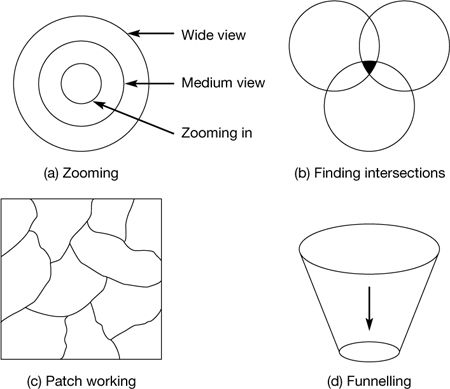 Wide view
Medium view
Zooming in
(a) Zooming
(b) Finding intersections
(c) Patch working
(d) Funnelling